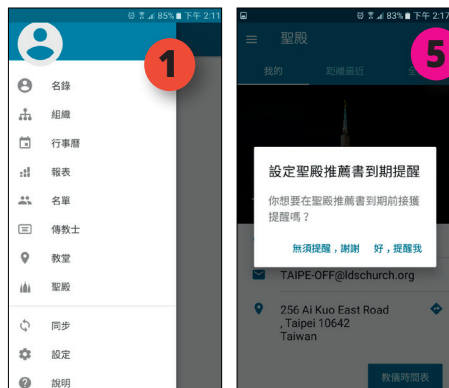 85% 下午 2:11
1
名錄
組織
行事曆
報表
名單
傳教士
教堂
聖殿
同步
設定
說明
83% 下午 2:17
5
聖殿
我的
距離最近
全
設定聖殿推薦書到期提醒
你想要在聖殿推薦書到期前接獲
提醒嗎？
無須提醒，謝謝 好，提醒我
TAIPE-OFF@ldschurch.org
256 Ai Kuo East Road
, Taipei 10642
Taiwan
教儀時間表